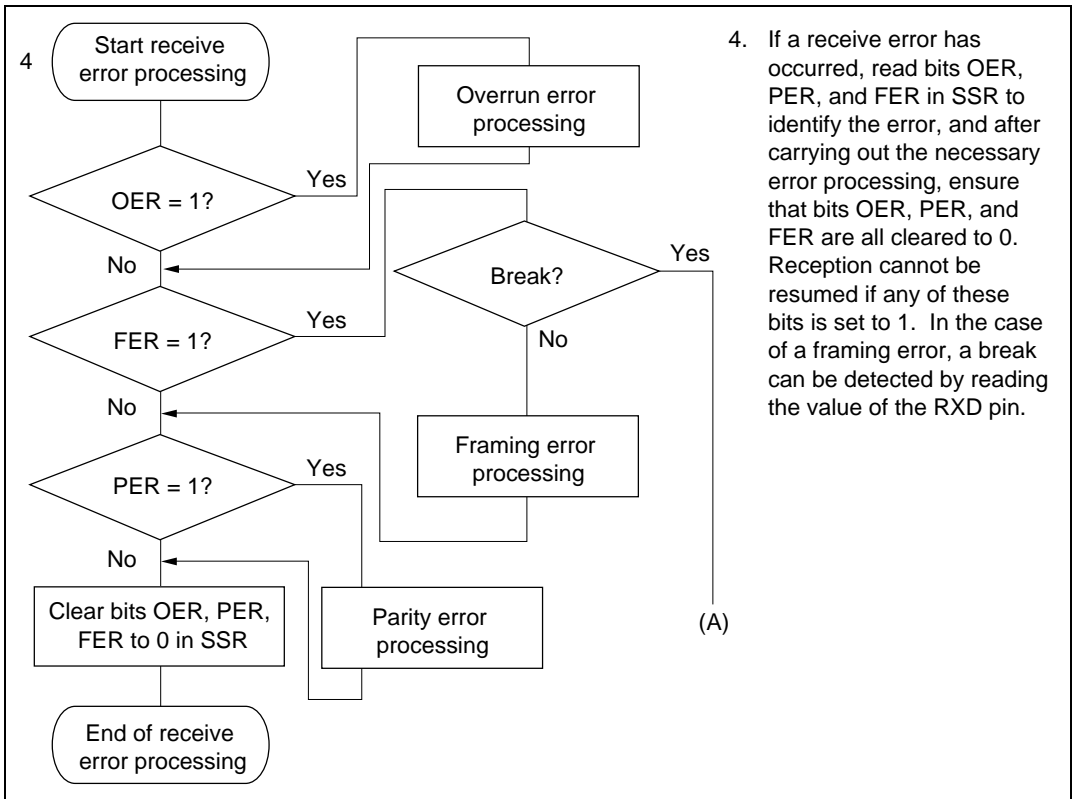 4
Start receive
error processing
Overrun error
processing
OER = 1?
Yes
No
Break?
Yes
No
FER = 1?
Yes
No
Framing error
processing
PER = 1?
Yes
No
Clear bits OER, PER,
FER to 0 in SSR
Parity error
processing
(A)
End of receive
error processing
4. If a receive error has
occurred, read bits OER,
PER, and FER in SSR to
identify the error, and after
carrying out the necessary
error processing, ensure
that bits OER, PER, and
FER are all cleared to 0.
Reception cannot be
resumed if any of these
bits is set to 1. In the case
of a framing error, a break
can be detected by reading
the value of the RXD pin.